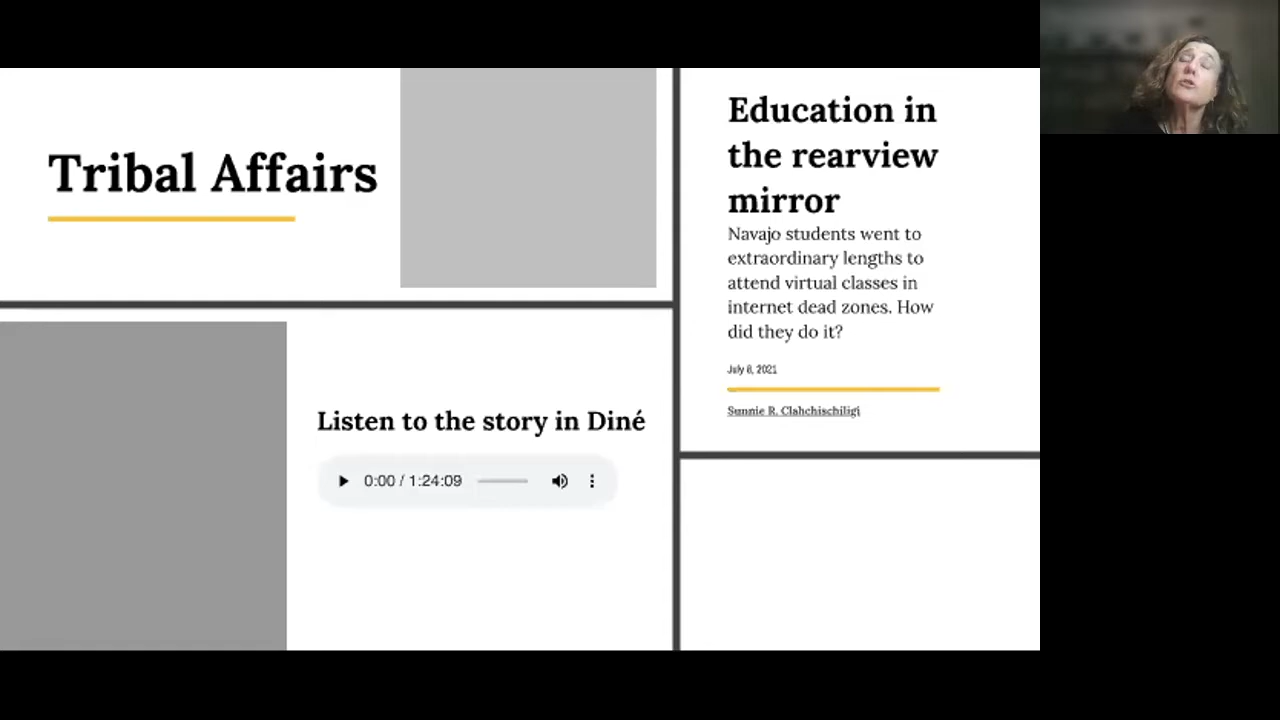 Tribal Affairs
Education in
the rearview
mirror
Navajo students went to
extraordinary lengths to
attend virtual classes in
internet dead zones. How
did they do it?
July 8, 2021
Sunnie R. Clahchischiligi
Listen to the story in Diné
0:00 / 1:24:09